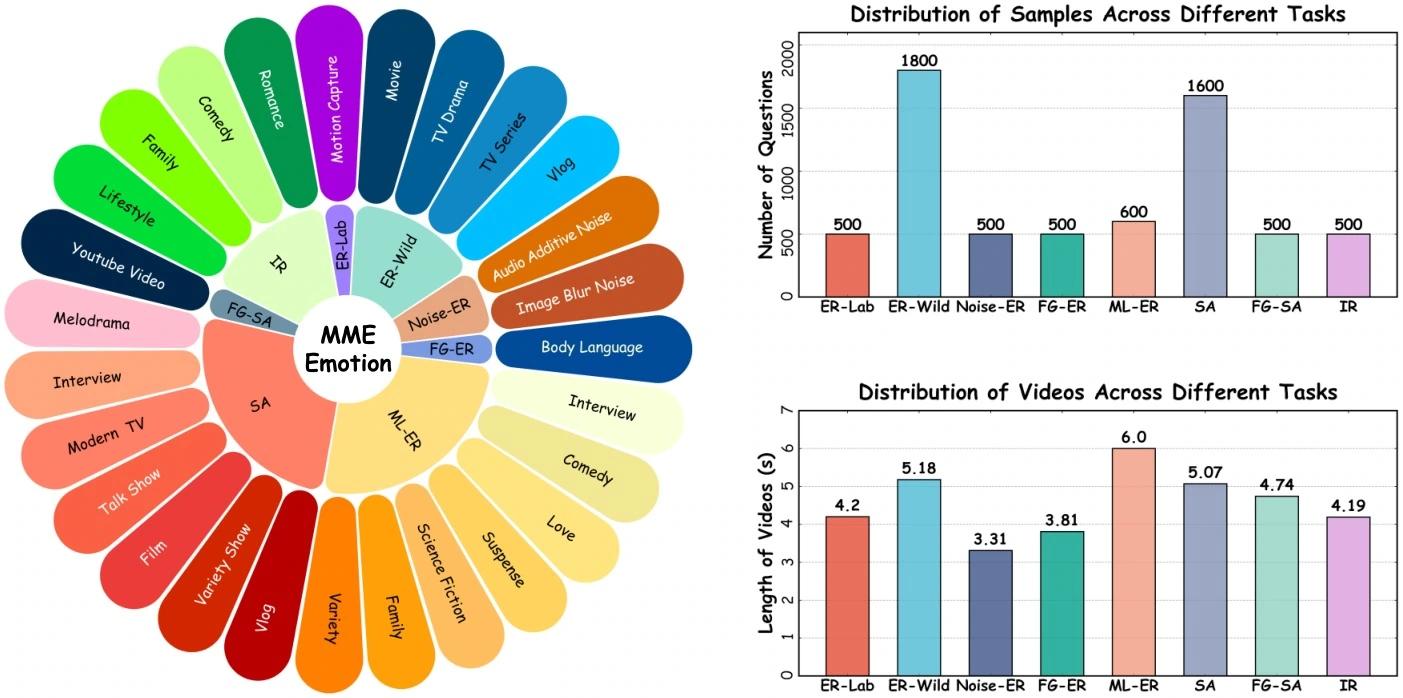 MME
Emotion
ER-Lab
ER-Wild
Noise-ER
FG-ER
ML-ER
SA
FG-SA
IR
Motion Capture
Movie
TV Drama
TV Series
Vlog
Audio Additive Noise
Image Blur Noise
Body Language
Interview
Comedy
Love
Suspense
Science Fiction
Family
Variety
Vlog
Variety Show
Film
Talk Show
Modern TV
Interview
Melodrama
Youtube Video
Lifestyle
Family
Comedy
Romance
Distribution of Samples Across Different Tasks
Number of Questions
2000
1500
1000
500
0
500
1800
500
500
600
1600
500
500
ER-Lab ER-Wild Noise-ER FG-ER ML-ER SA FG-SA IR
Distribution of Videos Across Different Tasks
Length of Videos (s)
7
6
5
4
3
2
1
0
4.2
5.18
3.31
3.81
6.0
5.07
4.74
4.19
ER-Lab ER-Wild Noise-ER FG-ER ML-ER SA FG-SA IR